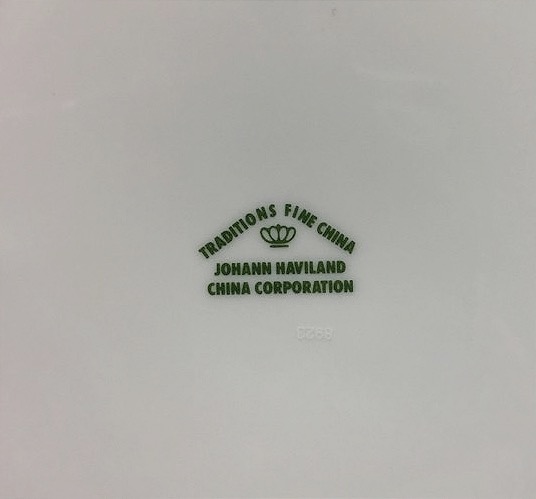 TRADITIONS FINE CHINA
JOHANN HAVILAND
CHINA CORPORATION